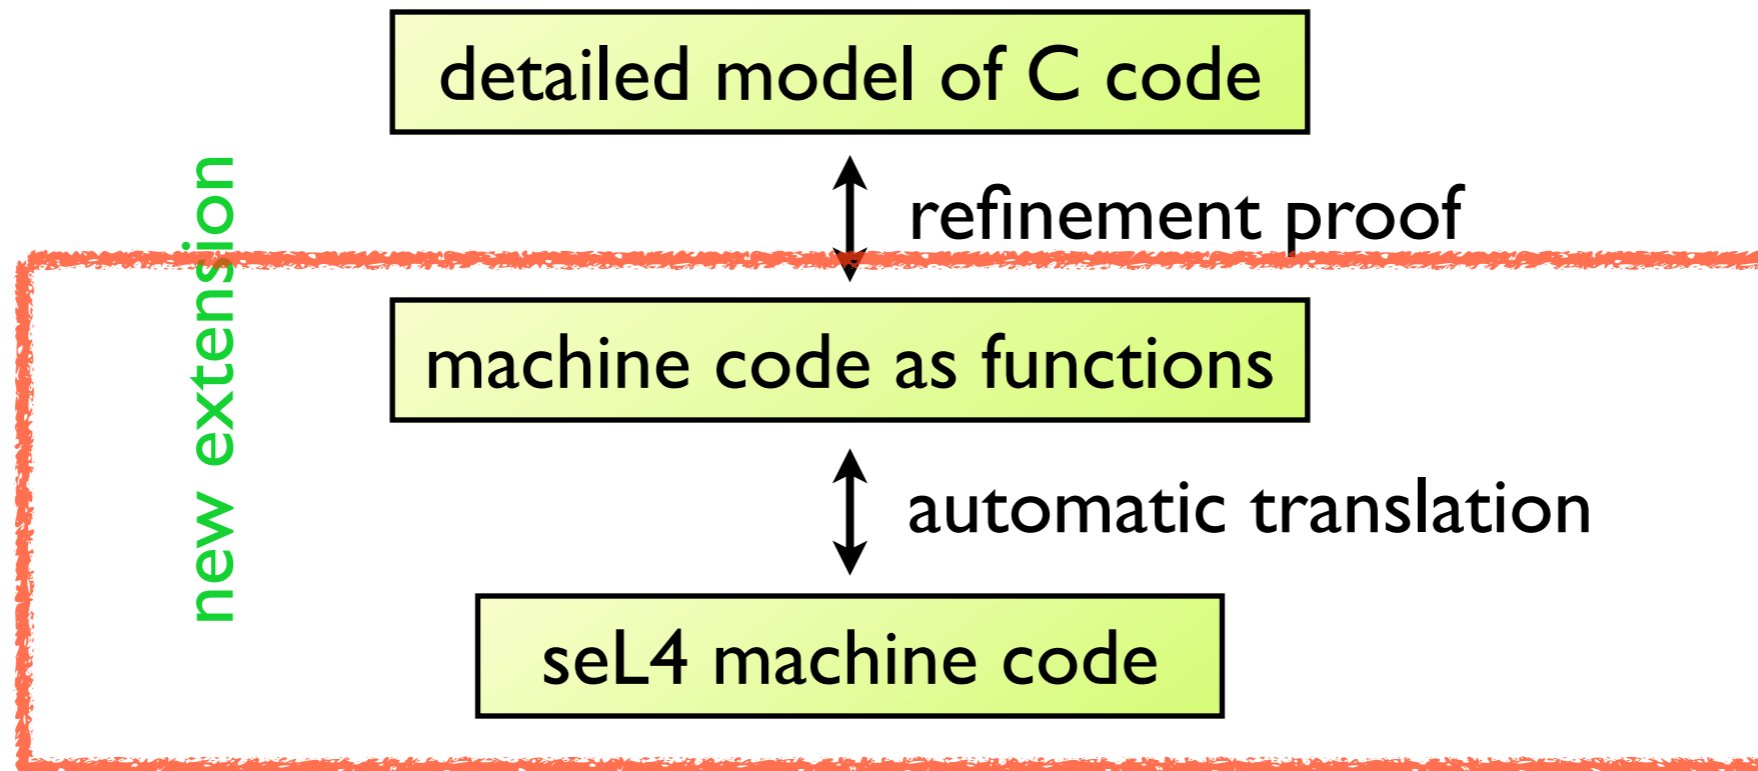 detailed model of C code
new extension
refinement proof
machine code as functions
automatic translation
seL4 machine code